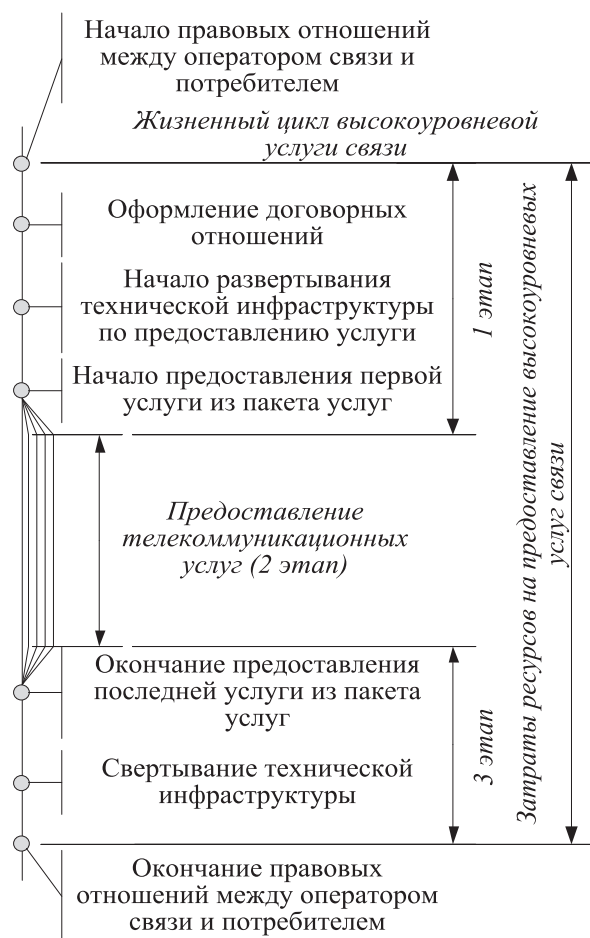 Начало правовых отношений
между оператором связи и
потребителем
Жизненный цикл высокоуровневой
услуги связи
Оформление договорных
отношений
Начало развертывания
технической инфраструктуры
по предоставлению услуги
Начало предоставления первой
услуги из пакета услуг
1 этап
Предоставление
телекоммуникационных
услуг (2 этап)
Затраты ресурсов на предоставление высокоуровневых
услуг связи
Окончание предоставления
последней услуги из пакета
услуг
Свертывание технической
инфраструктуры
3 этап
Окончание правовых
отношений между оператором
связи и потребителем